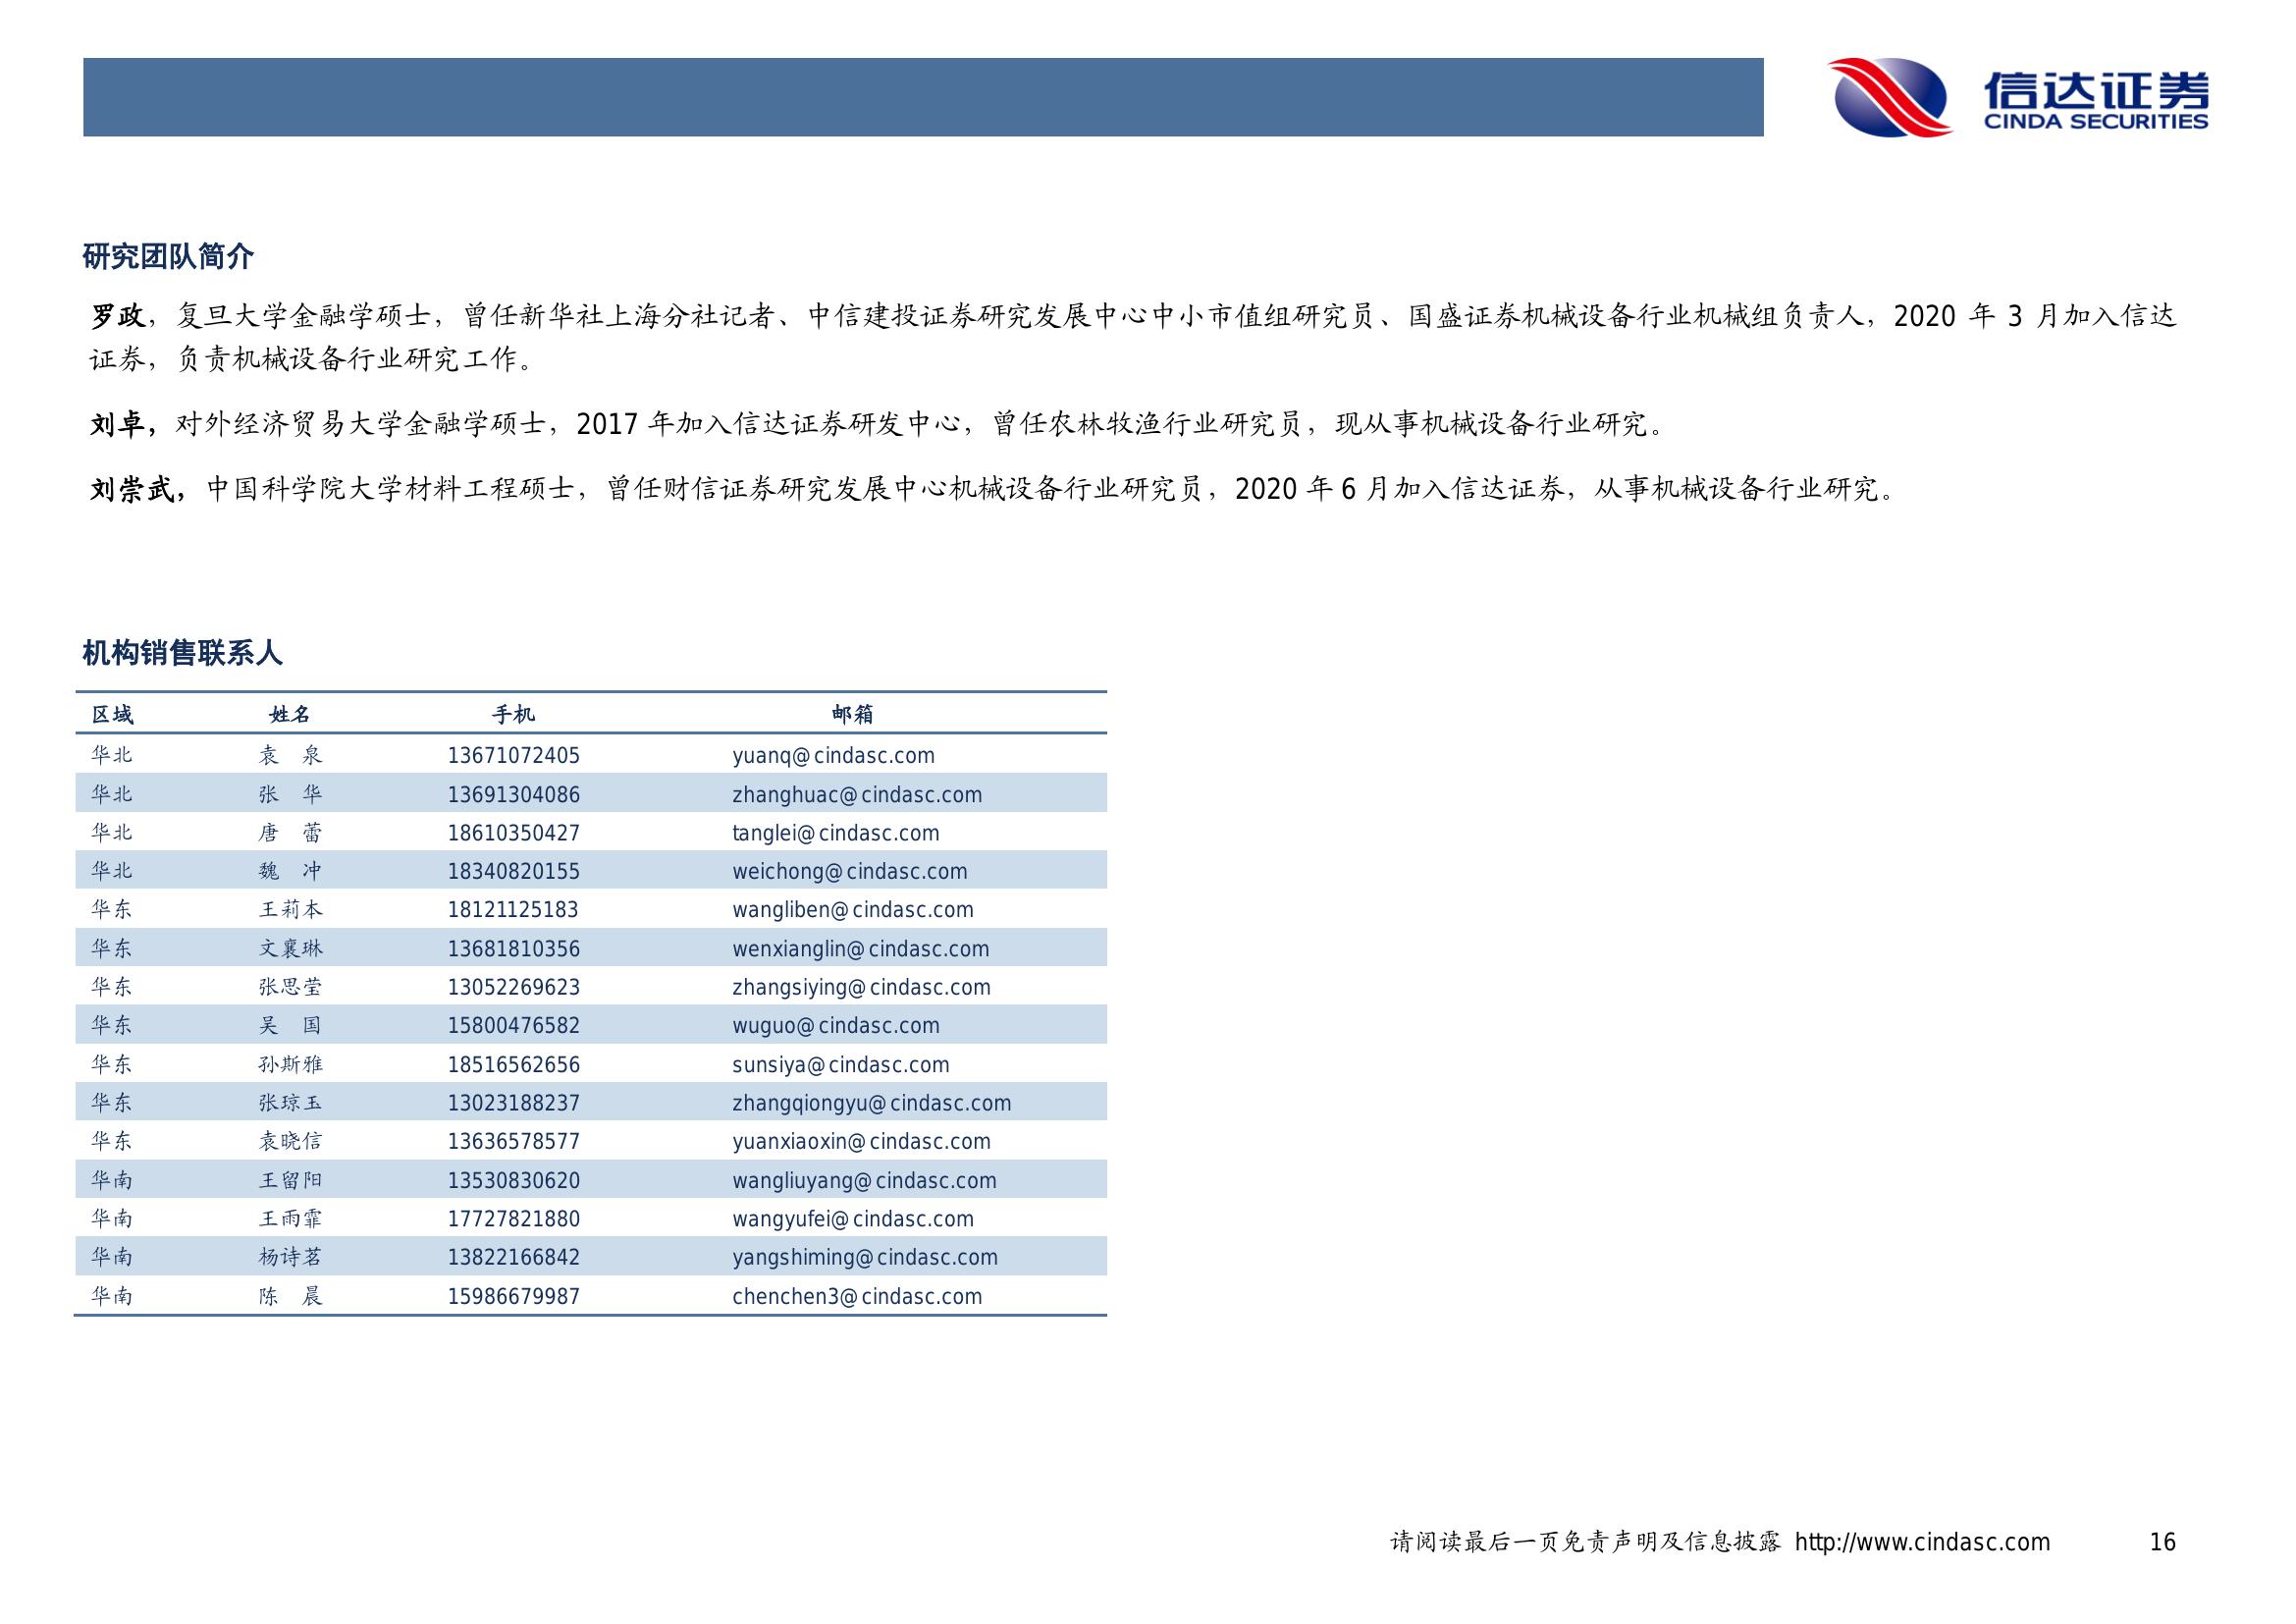 信达证券
CINDA SECURITIES
研究团队简介
罗政，复旦大学金融学硕士，曾任新华社上海分社记者、中信建投证券研究发展中心中小市值组研究员、国盛证券机械设备行业机械组负责人，2020 年 3 月加入信达
证券，负责机械设备行业研究工作。
刘卓，对外经济贸易大学金融学硕士，2017 年加入信达证券研发中心，曾任农林牧渔行业研究员，现从事机械设备行业研究。
刘崇武，中国科学院大学材料工程硕士，曾任财信证券研究发展中心机械设备行业研究员，2020 年 6 月加入信达证券，从事机械设备行业研究。
机构销售联系人
区域 姓名 手机 邮箱
华北 袁 泉 13671072405 yuanq@cindasc.com
华北 张 华 13691304086 zhanghuac@cindasc.com
华北 唐 蕾 18610350427 tanglei@cindasc.com
华北 魏 冲 18340820155 weichong@cindasc.com
华东 王莉本 18121125183 wangliben@cindasc.com
华东 文襄琳 13681810356 wenxianglin@cindasc.com
华东 张思莹 13052269623 zhangsiying@cindasc.com
华东 吴 国 15800476582 wuguo@cindasc.com
华东 孙斯雅 18516562656 sunsiya@cindasc.com
华东 张琼玉 13023188237 zhangqiongyu@cindasc.com
华东 袁晓信 13636578577 yuanxiaoxin@cindasc.com
华南 王留阳 13530830620 wangliuyang@cindasc.com
华南 王雨霏 17727821880 wangyufei@cindasc.com
华南 杨诗茗 13822166842 yangshiming@cindasc.com
华南 陈 晨 15986679987 chenchen3@cindasc.com
请阅读最后一页免责声明及信息披露 http://www.cindasc.com 16